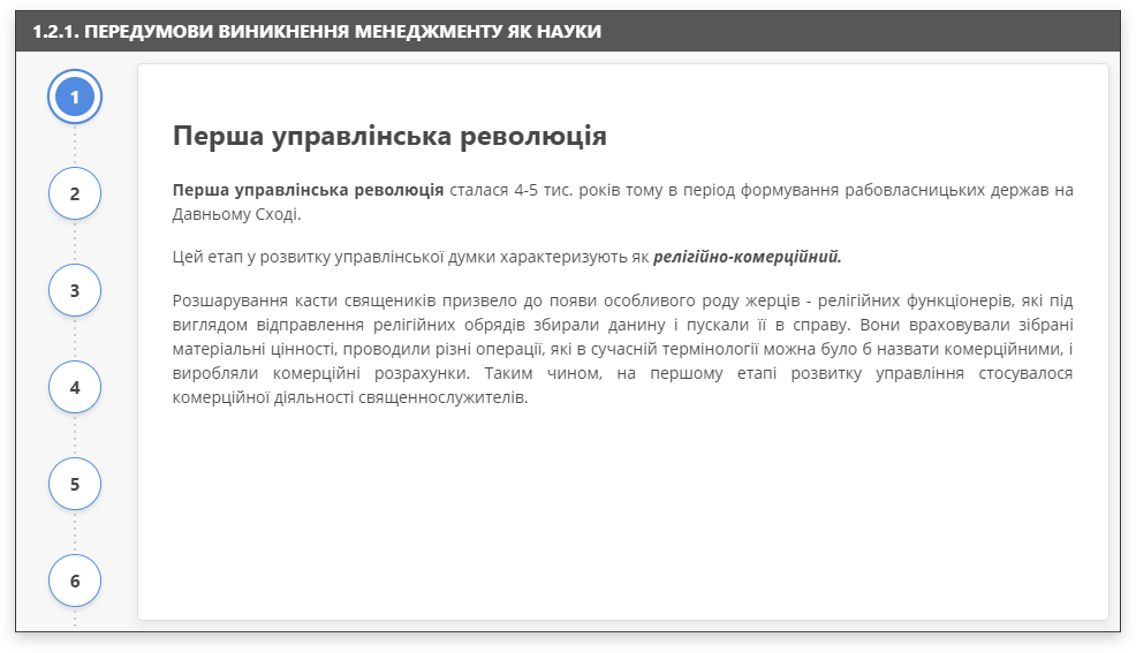 1.2.1. ПЕРЕДУМОВИ ВИНИКНЕННЯ МЕНЕДЖМЕНТУ ЯК НАУКИ
1
2
3
4
5
6
Перша управлінська революція
Перша управлінська революція сталася 4-5 тис. років тому в період формування рабовласницьких держав на
Давньому Сході.
Цей етап у розвитку управлінської думки характеризують як релігійно-комерційний.
Розшарування касти священиків призвело до появи особливого роду жерців - релігійних функціонерів, які під
виглядом відправлення релігійних обрядів збирали данину і пускали її в справу. Вони враховували зібрані
матеріальні цінності, проводили різні операції, які в сучасній термінології можна було б назвати комерційними, і
виробляли комерційні розрахунки. Таким чином, на першому етапі розвитку управління стосувалося
комерційної діяльності священнослужителів.